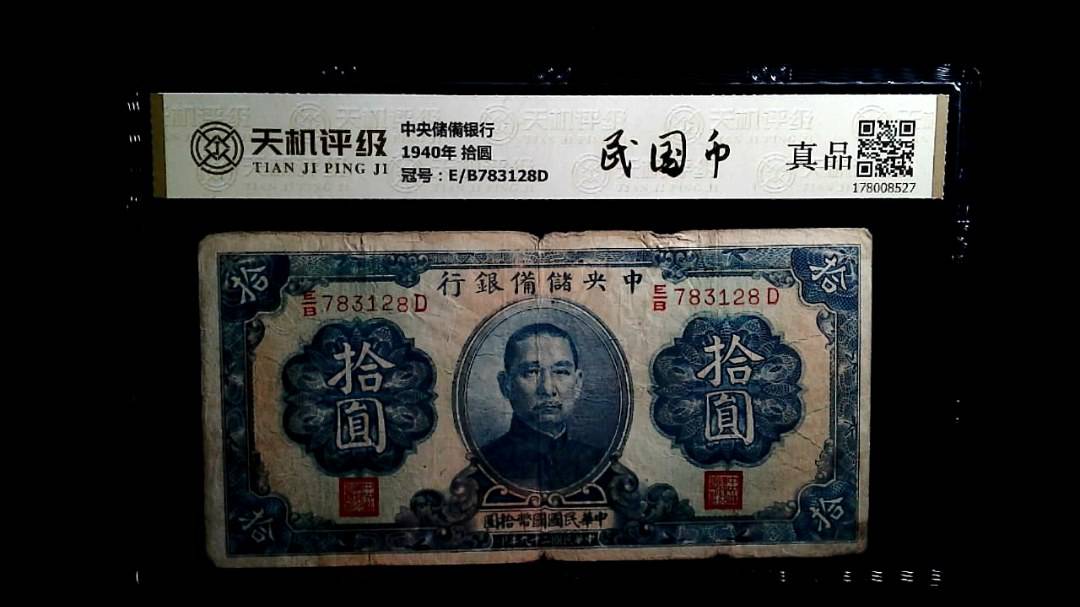 天机评级
TIAN JI PING JI
中央储備银行
1940年 拾圆
冠号：E/B783128D
民国币
真品
178008527
行銀備儲央中
拾
拾
E/B 783128D
E/B 783128D
拾圓
拾圓
圓拾幣國國民華中
拾
拾